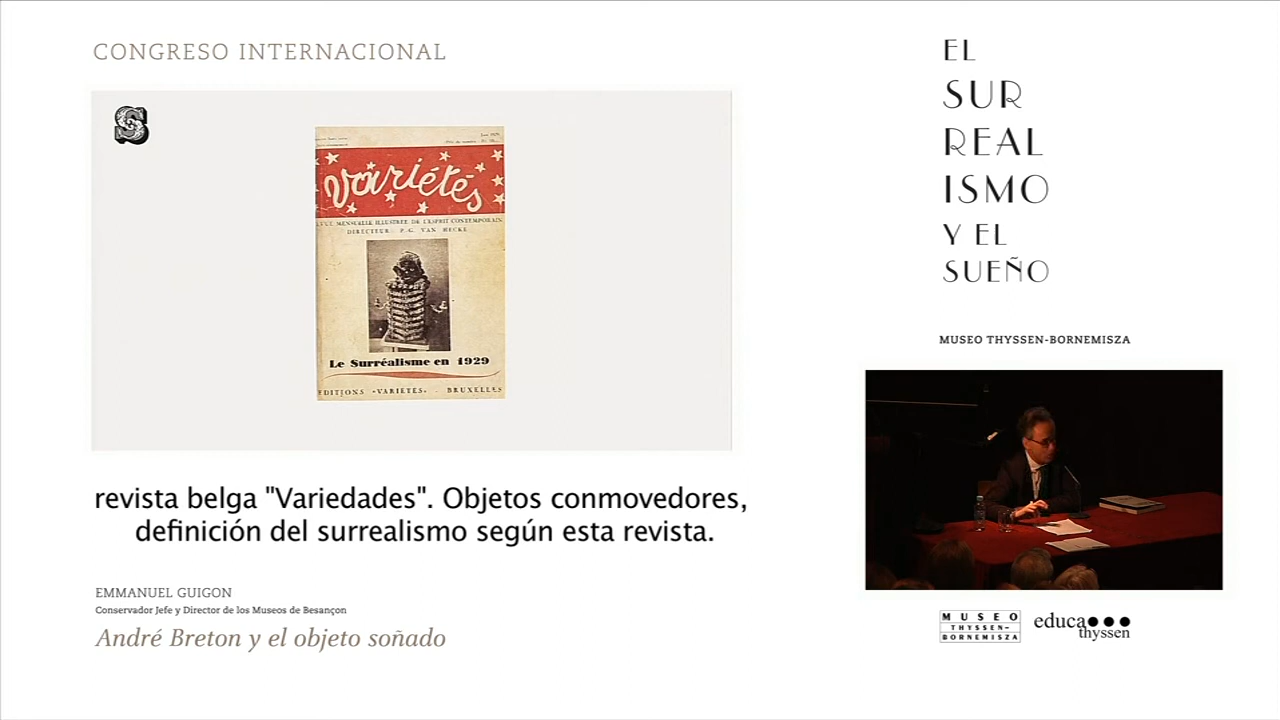 CONGRESO INTERNACIONAL
S
Juin 1929
variétés
REVUE MENSUELLE ILLUSTRÉE DE L'ESPRIT CONTEMPORAIN
DIRECTEUR: P.-G. VAN HECKE
Le Surréalisme en 1929
EDITIONS «VARIÉTÉS» - BRUXELLES
revista belga "Variedades". Objetos conmovedores,
definición del surrealismo según esta revista.
EMMANUEL GUIGON
Conservador Jefe y Director de los Museos de Besançon
André Breton y el objeto soñado
EL
SUR
REAL
ISMO
Y EL
SUEÑO
MUSEO THYSSEN-BORNEMISZA
MUSEO
THYSSEN-
BORNEMISZA
educa
thyssen